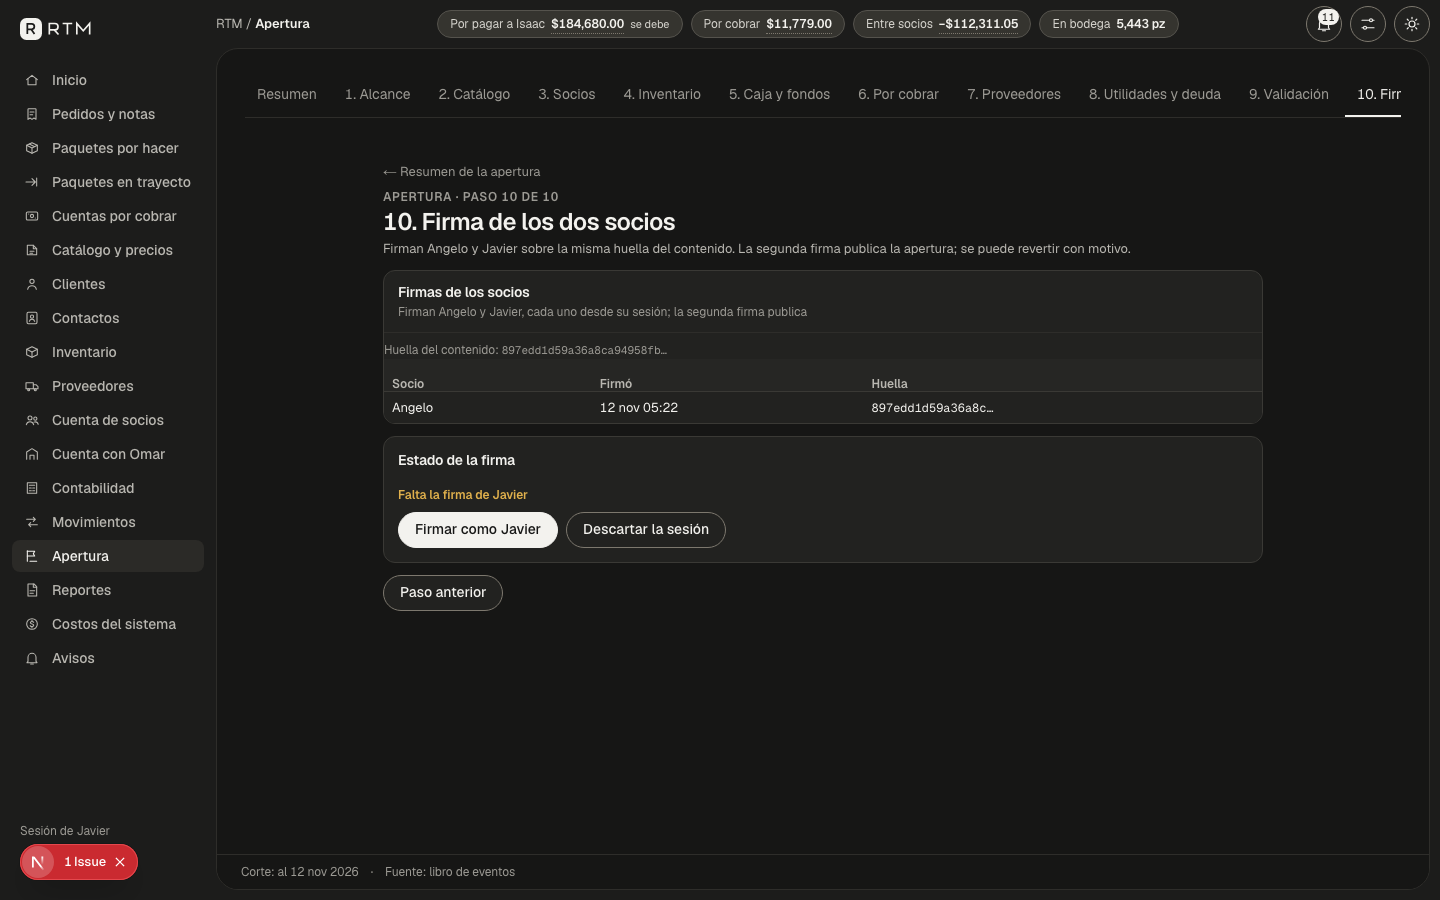 R RTM
RTM / Apertura
Por pagar a Isaac $184,680.00 se debe
Por cobrar $11,779.00
Entre socios −$112,311.05
En bodega 5,443 pz
11
Inicio
Pedidos y notas
Paquetes por hacer
Paquetes en trayecto
Cuentas por cobrar
Catálogo y precios
Clientes
Contactos
Inventario
Proveedores
Cuenta de socios
Cuenta con Omar
Contabilidad
Movimientos
Apertura
Reportes
Costos del sistema
Avisos
Sesión de Javier
N 1 Issue ×
Resumen
1. Alcance
2. Catálogo
3. Socios
4. Inventario
5. Caja y fondos
6. Por cobrar
7. Proveedores
8. Utilidades y deuda
9. Validación
10. Firr
← Resumen de la apertura
APERTURA · PASO 10 DE 10
10. Firma de los dos socios
Firman Angelo y Javier sobre la misma huella del contenido. La segunda firma publica la apertura; se puede revertir con motivo.
Firmas de los socios
Firman Angelo y Javier, cada uno desde su sesión; la segunda firma publica
Huella del contenido: 897edd1d59a36a8ca94958fb…
Socio Firmó Huella
Angelo 12 nov 05:22 897edd1d59a36a8c…
Estado de la firma
Falta la firma de Javier
Firmar como Javier
Descartar la sesión
Paso anterior
Corte: al 12 nov 2026 · Fuente: libro de eventos